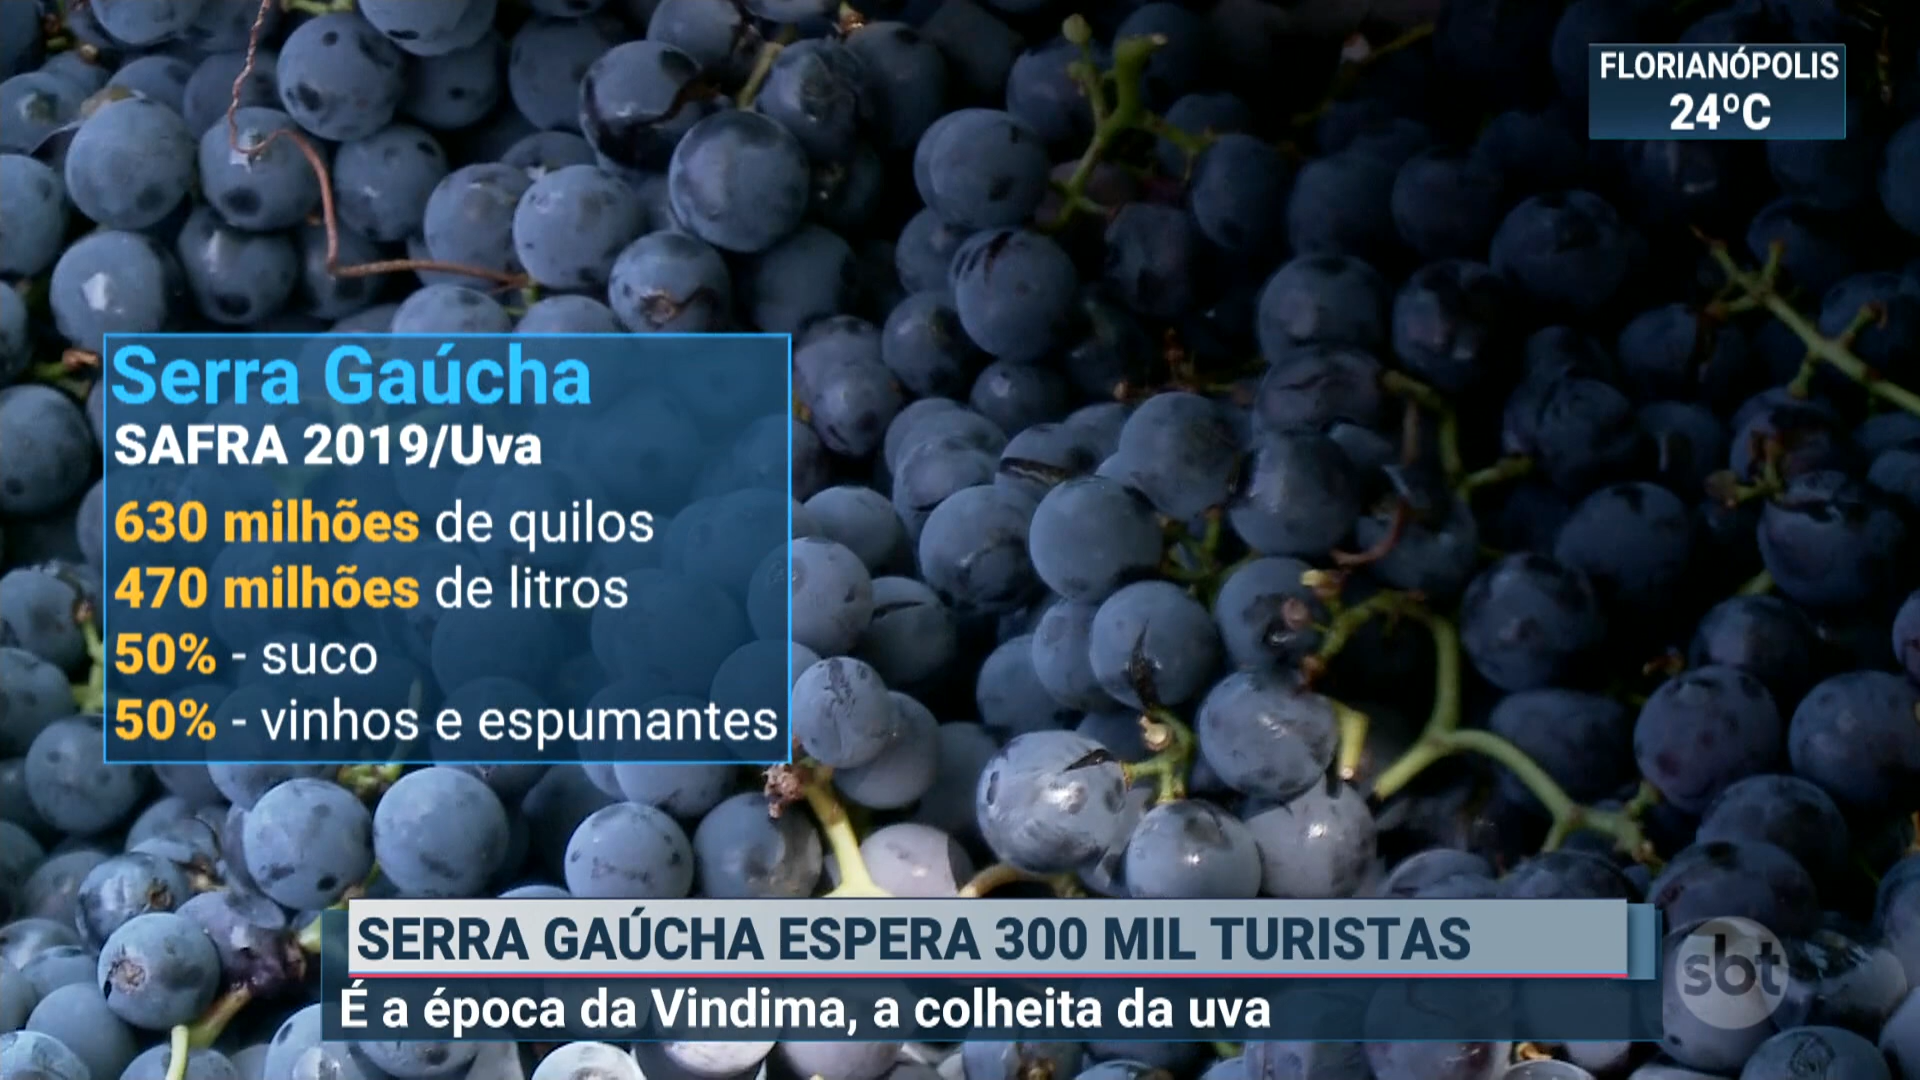 FLORIANÓPOLIS
24ºC
Serra Gaúcha
SAFRA 2019/Uva
630 milhões de quilos
470 milhões de litros
50% - suco
50% - vinhos e espumantes
SERRA GAÚCHA ESPERA 300 MIL TURISTAS
É a época da Vindima, a colheita da uva
sbt